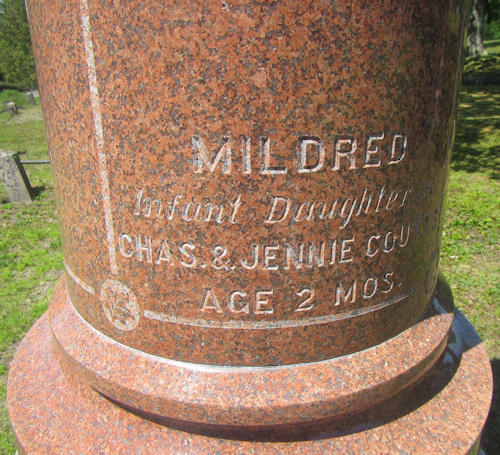 MILDRED
Infant Daughter
CHAS. & JENNIE COU
AGE 2 MOS.